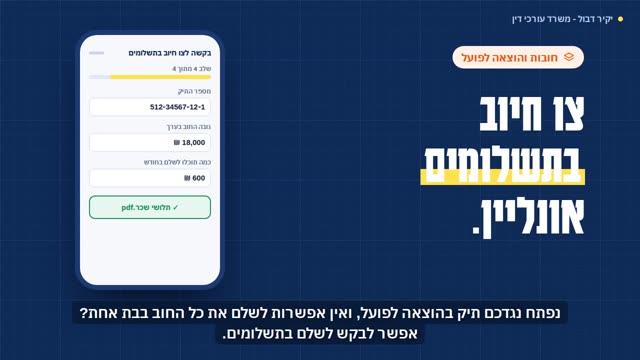 יקיר דבול - משרד עורכי דין
חובות והוצאה לפועל
צו חיוב
בתשלומים
אונליין.
בקשה לצו חיוב בתשלומים
שלב 4 מתוך 4
מספר התיק
512-34567-12-1
גובה החוב בערך
18,000 ₪
כמה תוכלו לשלם בחודש
600 ₪
✓ תלושי שכר.pdf
נפתח נגדכם תיק בהוצאה לפועל, ואין אפשרות לשלם את כל החוב בבת אחת?
אפשר לבקש לשלם בתשלומים.